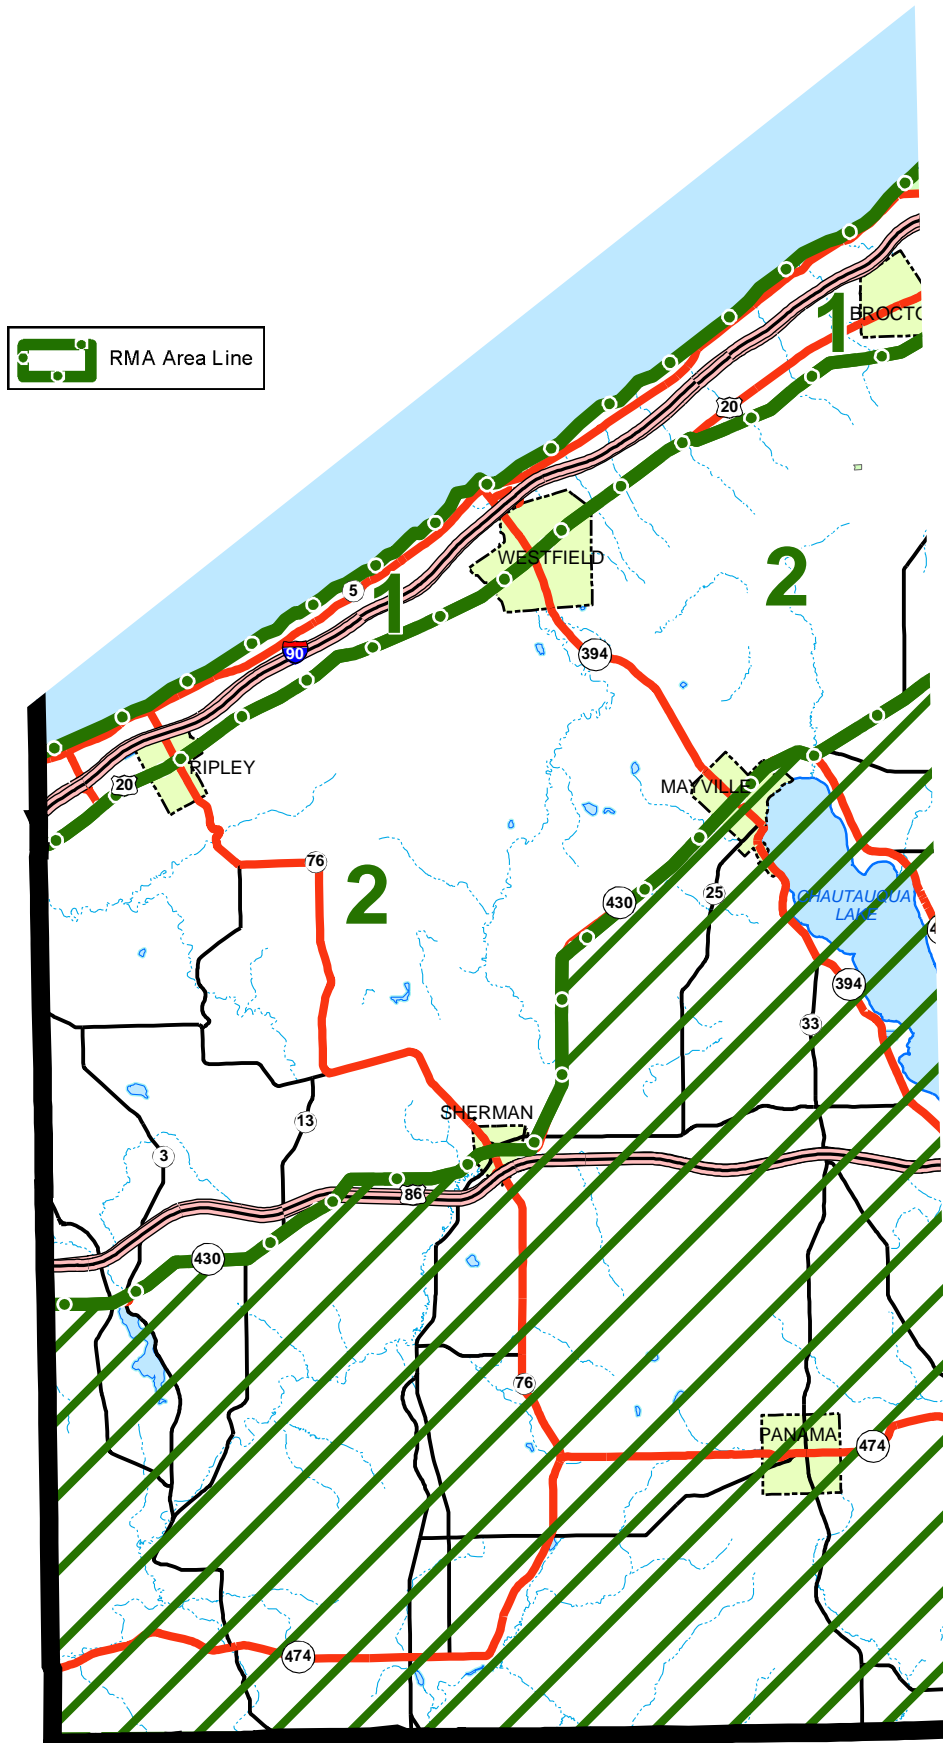 1
BROCTO
RMA Area Line
20
WESTFIELD
2
5
1
90
394
20
RIPLEY
MAYVILLE
76
2
430
25
CHAUTAUQUA
LAKE
394
33
SHERMAN
13
3
86
430
76
PANAMA
474
474